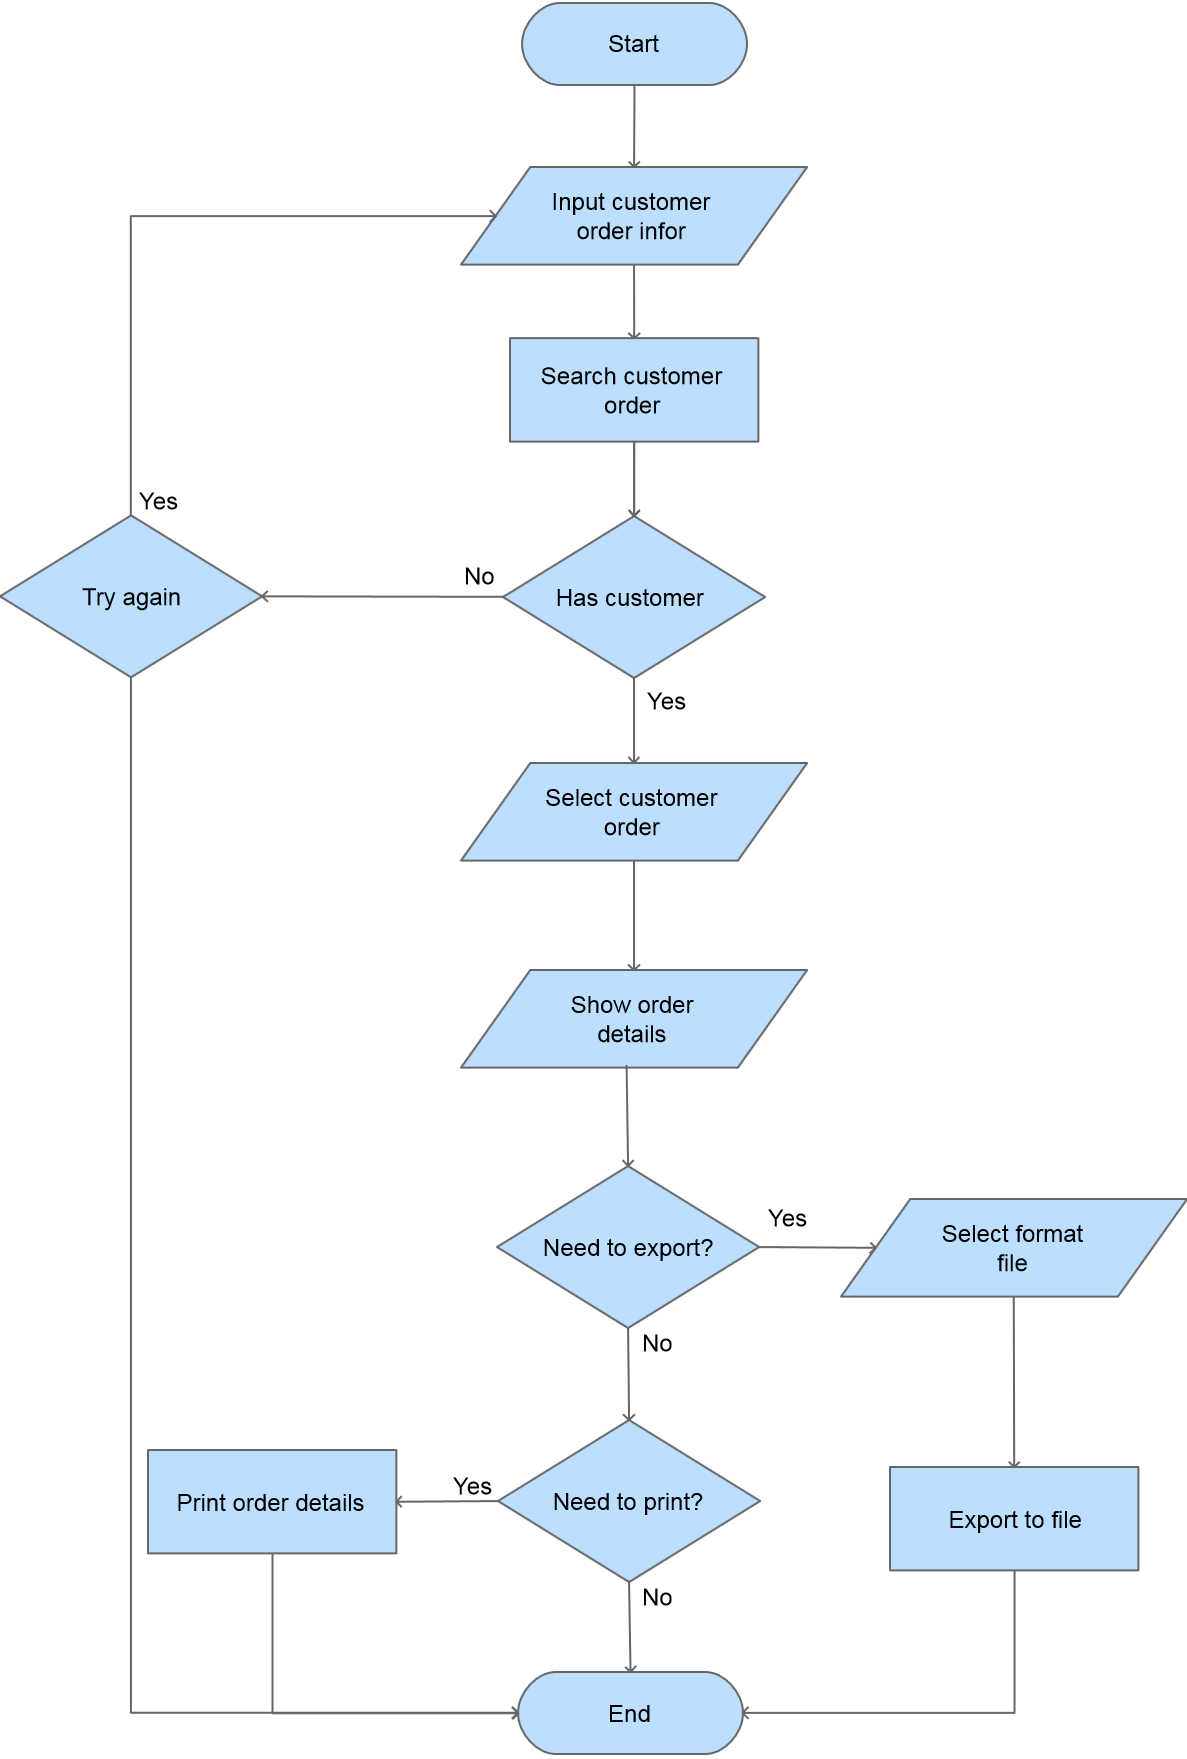 Start
Input customer
order infor
Search customer
order
Yes
Try again
No
Has customer
Yes
Select customer
order
Show order
details
Need to export?
Yes
Select format
file
No
Print order details
Yes
Need to print?
Export to file
No
End